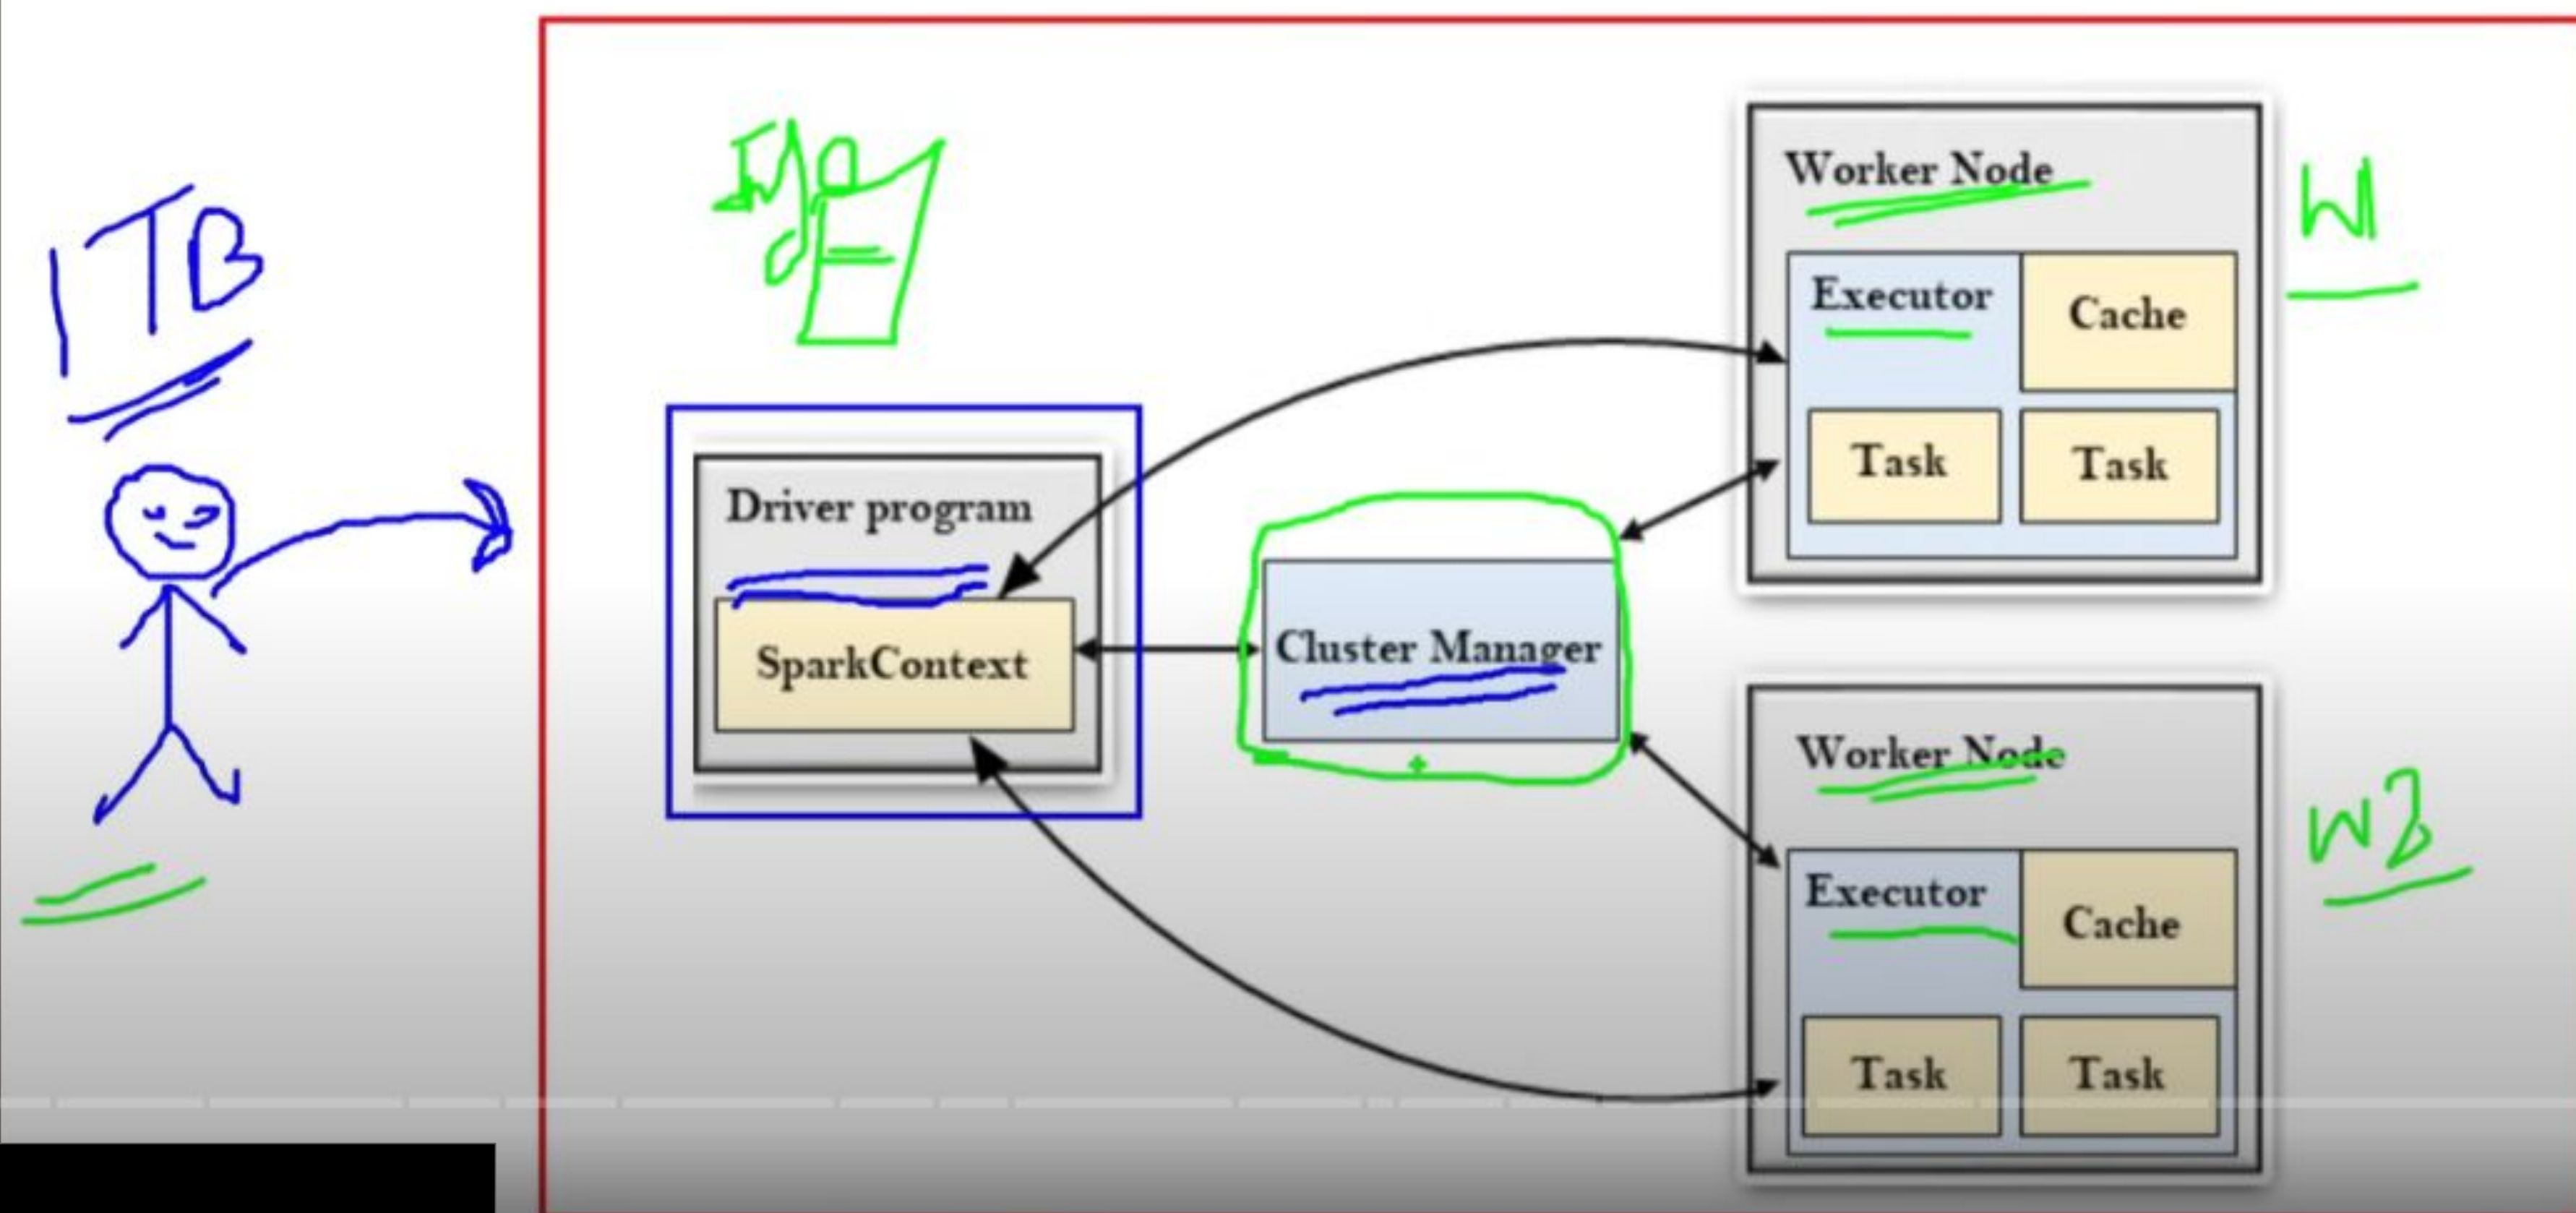 1TB
Driver program
SparkContext
Cluster Manager
Worker Node
W1
Executor
Cache
Task
Task
Worker Node
W2
Executor
Cache
Task
Task